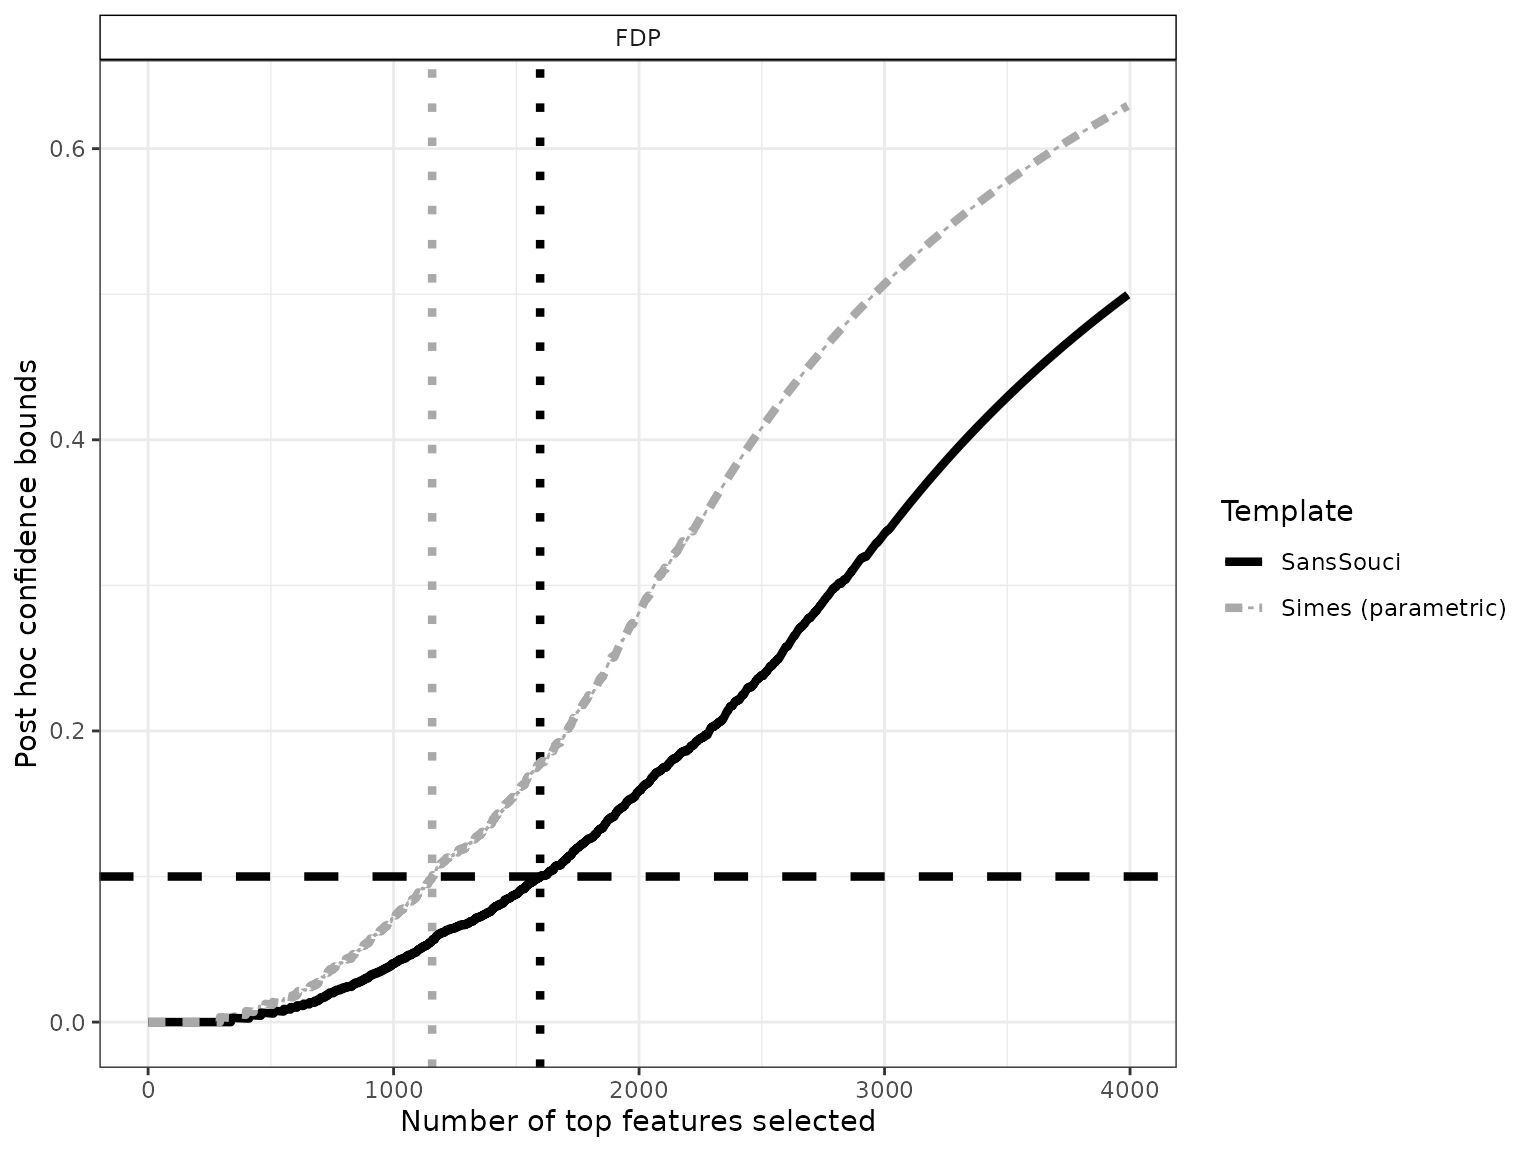 FDP
0.6
0.4
0.2
0.0
Post hoc confidence bounds
0 1000 2000 3000 4000
Number of top features selected
Template
SansSouci
Simes (parametric)